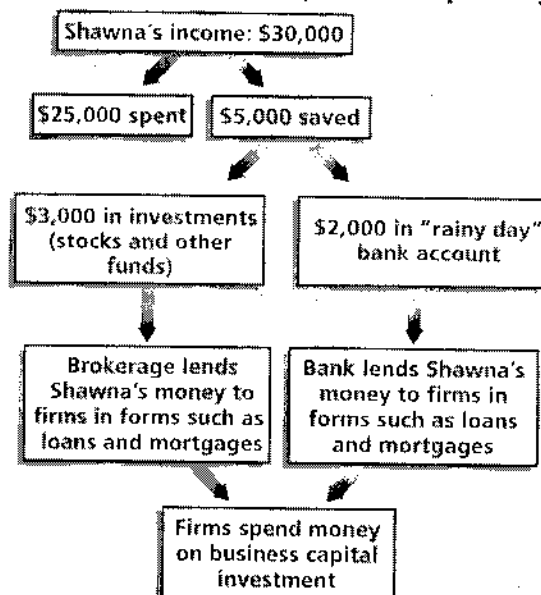 Shawna's income: $30,000
$25,000 spent
$5,000 saved
$3,000 in investments
(stocks and other
funds)
$2,000 in "rainy day"
bank account
Brokerage lends
Shawna's money to
firms in forms such as
loans and mortgages
Bank lends Shawna's
money to firms in
forms such as loans
and mortgages
Firms spend money
on business capital
investment